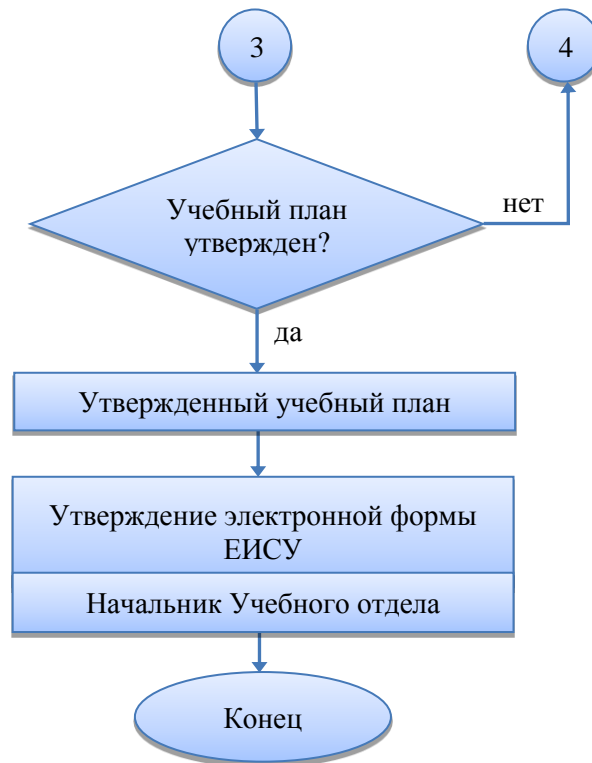 3
4
Учебный план
утвержден?
нет
да
Утвержденный учебный план
Утверждение электронной формы
ЕИСУ
Начальник Учебного отдела
Конец